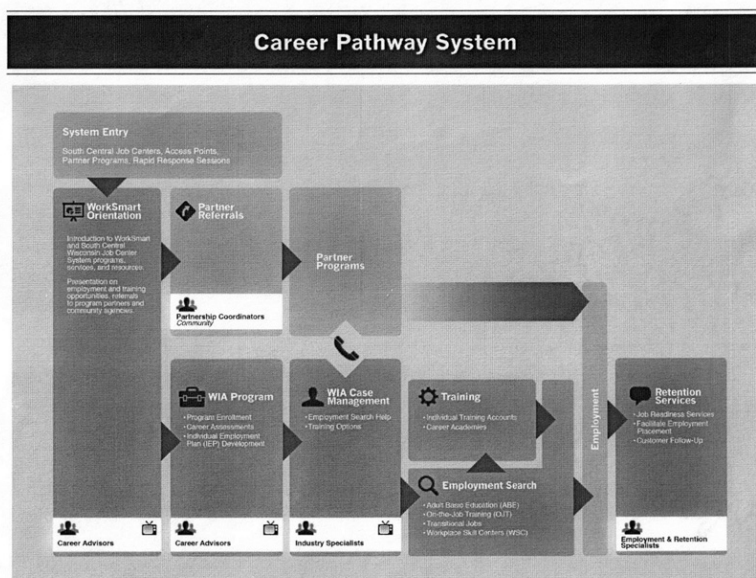 Career Pathway System
System Entry
South Central Job Centers, Access Points,
Partner Programs, Rapid Response Sessions
WorkSmart
Orientation
Introduction to WorkSmart
and South Central
Wisconsin Job Center
System programs,
services, and resources.
Presentation on
employment and training
opportunities, referrals
to program partners and
community agencies.
Career Advisors
Partner
Referrals
Partnership Coordinators
Community
Partner
Programs
WIA Program
• Program Enrollment
• Career Assessments
• Individual Employment
Plan (IEP) Development
Career Advisors
WIA Case
Management
• Employment Search Help
• Training Options
Industry Specialists
Training
• Individual Training Accounts
• Career Academies
Employment Search
• Adult Basic Education (ABE)
• On-the-Job Training (OJT)
• Transitional Jobs
• Workplace Skill Centers (WSC)
Employment
Retention
Services
• Job Readiness Services
• Facilitate Employment
Placement
• Customer Follow-Up
Employment & Retention
Specialists